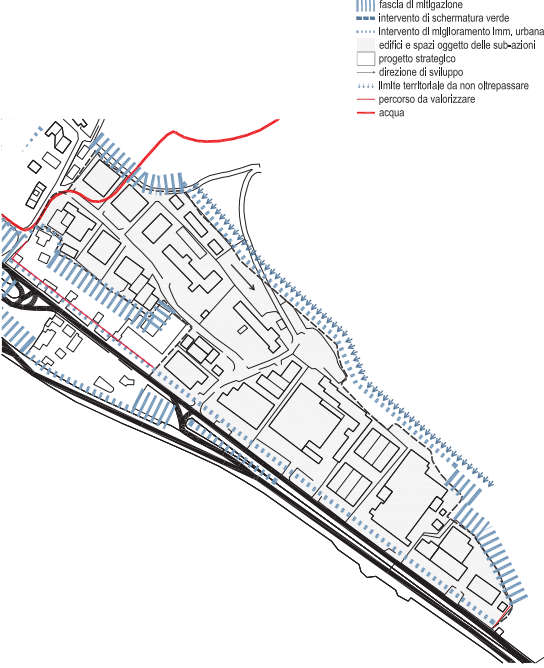 fascia di mitigazione
intervento di schermatura verde
intervento di miglioramento imm. urbana
edifici e spazi oggetto delle sub-azioni
progetto strategico
direzione di sviluppo
limite territoriale da non oltrepassare
percorso da valorizzare
acqua